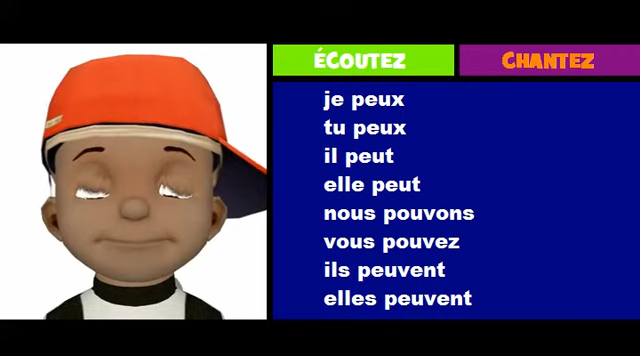 ÉCOUTEZ
CHANTEZ
je peux
tu peux
il peut
elle peut
nous pouvons
vous pouvez
ils peuvent
elles peuvent